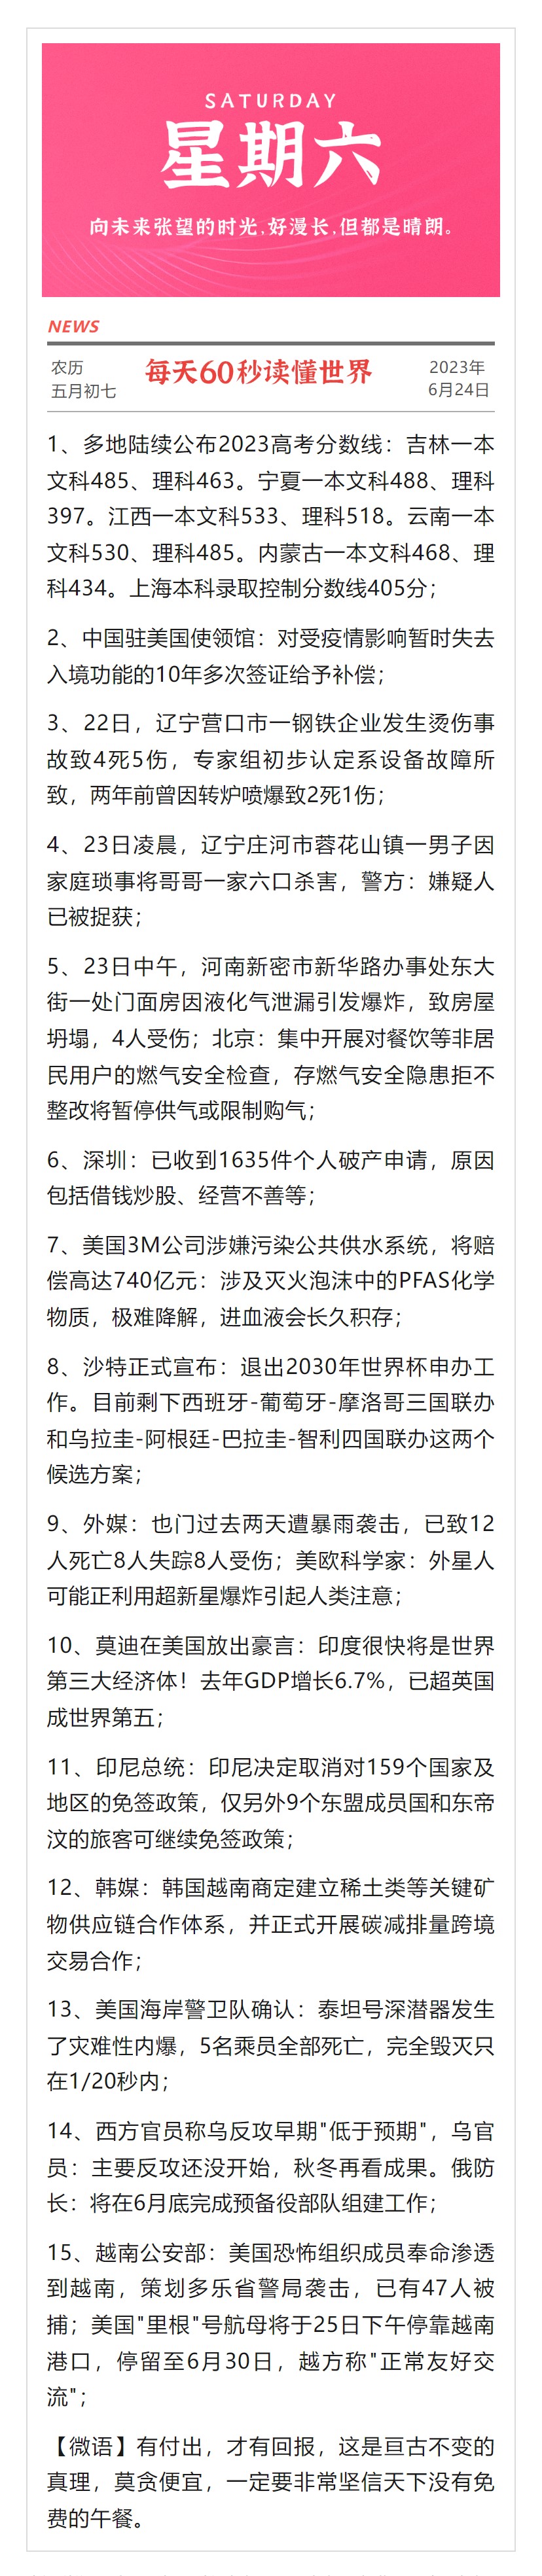 SATURDAY
星期六
向未来张望的时光,好漫长,但都是晴朗。
NEWS
农历
五月初七
每天60秒读懂世界
2023年
6月24日
1、多地陆续公布2023高考分数线：吉林一本
文科485、理科463。宁夏一本文科488、理科
397。江西一本文科533、理科518。云南一本
文科530、理科485。内蒙古一本文科468、理
科434。上海本科录取控制分数线405分；
2、中国驻美国使领馆：对受疫情影响暂时失去
入境功能的10年多次签证给予补偿；
3、22日，辽宁营口市一钢铁企业发生烫伤事
故致4死5伤，专家组初步认定系设备故障所
致，两年前曾因转炉喷爆致2死1伤；
4、23日凌晨，辽宁庄河市蓉花山镇一男子因
家庭琐事将哥哥一家六口杀害，警方：嫌疑人
已被捉获；
5、23日中午，河南新密市新华路办事处东大
街一处门面房因液化气泄漏引发爆炸，致房屋
坍塌，4人受伤；北京：集中开展对餐饮等非居
民用户的燃气安全检查，存燃气安全隐患拒不
整改将暂停供气或限制购气；
6、深圳：已收到1635件个人破产申请，原因
包括借钱炒股、经营不善等；
7、美国3M公司涉嫌污染公共供水系统，将赔
偿高达740亿元：涉及灭火泡沫中的PFAS化学
物质，极难降解，进血液会长久积存；
8、沙特正式宣布：退出2030年世界杯申办工
作。目前剩下西班牙-葡萄牙-摩洛哥三国联办
和乌拉圭-阿根廷-巴拉圭-智利四国联办这两个
候选方案；
9、外媒：也门过去两天遭暴雨袭击，已致12
人死亡8人失踪8人受伤；美欧科学家：外星人
可能正利用超新星爆炸引起人类注意；
10、莫迪在美国放出豪言：印度很快将是世界
第三大经济体！去年GDP增长6.7%，已超英国
成世界第五；
11、印尼总统：印尼决定取消对159个国家及
地区的免签政策，仅另外9个东盟成员国和东帝
汶的旅客可继续免签政策；
12、韩媒：韩国越南商定建立稀土类等关键矿
物供应链合作体系，并正式开展碳减排量跨境
交易合作；
13、美国海岸警卫队确认：泰坦号深潜器发生
了灾难性内爆，5名乘员全部死亡，完全毁灭只
在1/20秒内；
14、西方官员称乌反攻早期"低于预期"，乌官
员：主要反攻还没开始，秋冬再看成果。俄防
长：将在6月底完成预备役部队组建工作；
15、越南公安部：美国恐怖组织成员奉命渗透
到越南，策划多乐省警局袭击，已有47人被
捕；美国"里根"号航母将于25日下午停靠越南
港口，停留至6月30日，越方称"正常友好交
流"；
【微语】有付出，才有回报，这是亘古不变的
真理，莫贪便宜，一定要非常坚信天下没有免
费的午餐。